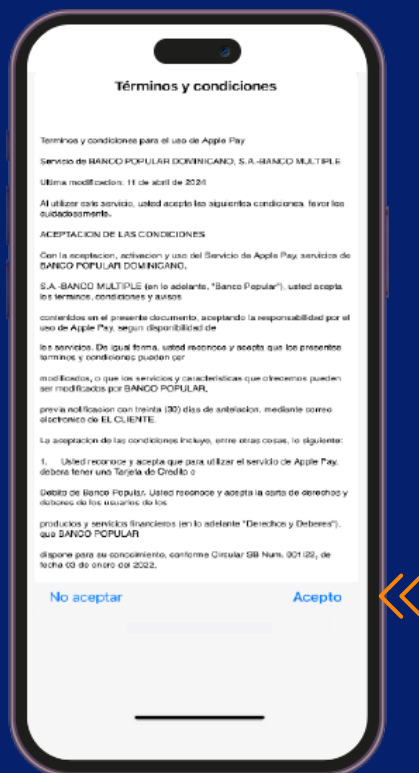 Términos y condiciones
Terminos y condiciones para el uso de Apple Pay
Servicio de BANCO POPULAR DOMINICANO, S.A.-BANCO MULTIPLE
Ultima modificacion: 11 de abril de 2024
Al utilizar este servicio, usted acepta las siguientes condiciones, favor lea
cuidadosamente.
ACEPTACION DE LAS CONDICIONES
Con la aceptacion, activacion y uso del Servicio de Apple Pay, servicios de
BANCO POPULAR DOMINICANO,
S.A. -BANCO MULTIPLE (en lo adelante, "Banco Popular"), usted acepta
los terminos, condiciones y avisos
contenidos en el presente documento, aceptando la responsabilidad por el
uso de Apple Pay, segun disponibilidad de
los servicios. De igual forma, usted reconoce y acepta que los presentes
terminos y condiciones pueden ser
modificados, o que los servicios y caracteristicas que ofrecemos pueden
ser modificados por BANCO POPULAR,
previa notificacion con treinta (30) dias de antelacion, mediante correo
electronico de EL CLIENTE.
La aceptacion de las condiciones incluye, entre otras cosas, lo siguiente:
1. Usted reconoce y acepta que para utilizar el servicio de Apple Pay,
debera tener una Tarjeta de Credito o
Debito de Banco Popular. Usted reconoce y acepta la carta de derechos y
deberes de los usuarios de los
productos y servicios financieros (en lo adelante "Derechos y Deberes"),
que BANCO POPULAR
dispone para su conocimiento, conforme Circular SB Num. 001/22, de
fecha 03 de enero del 2022,
No aceptar
Acepto